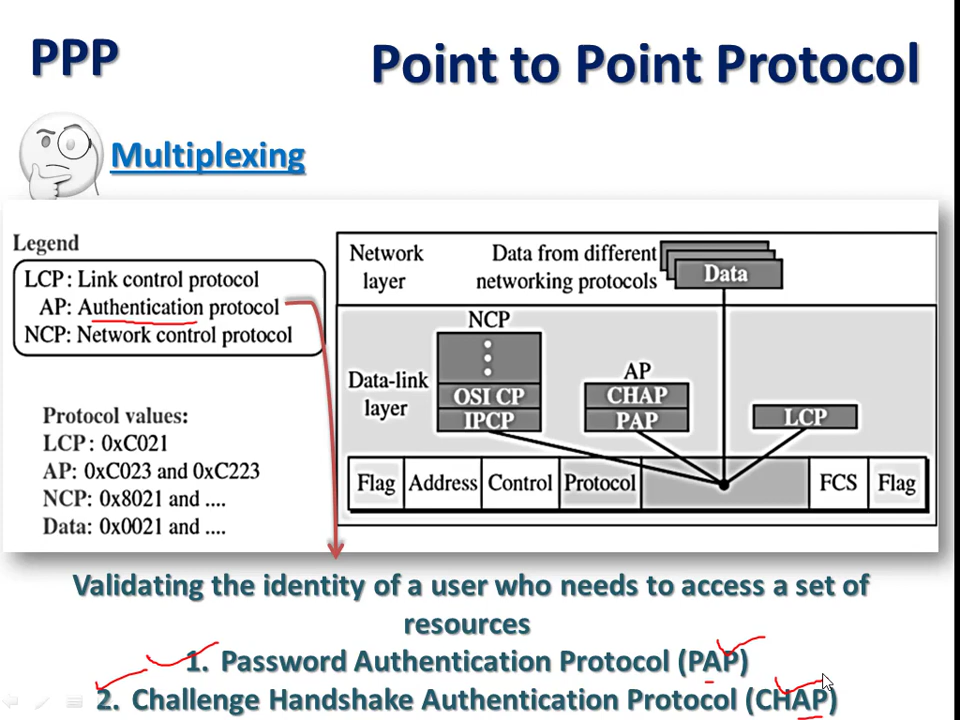 PPP
Point to Point Protocol
Multiplexing
Legend
LCP : Link control protocol
AP: Authentication protocol
NCP: Network control protocol
Protocol values:
LCP : 0xC021
AP: 0xC023 and 0xC223
NCP: 0x8021 and ....
Data: 0x0021 and ....
Network layer
Data from different networking protocols
Data
Data-link layer
NCP
OSI CP
IPCP
AP
CHAP
PAP
LCP
Flag Address Control Protocol FCS Flag
Validating the identity of a user who needs to access a set of
resources
1. Password Authentication Protocol (PAP)
2. Challenge Handshake Authentication Protocol (CHAP)